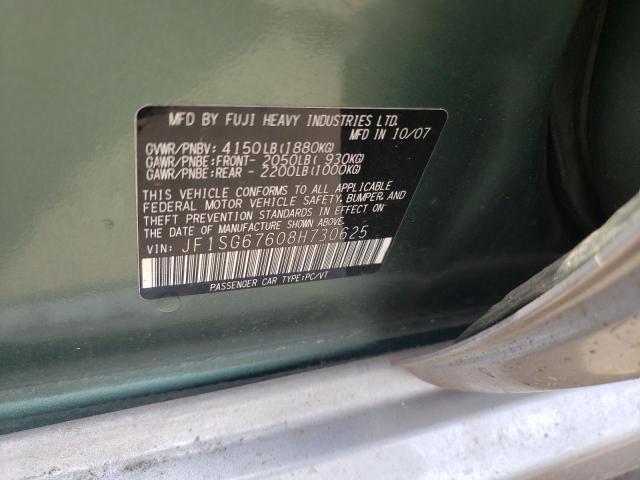 MFD BY FUJI HEAVY INDUSTRIES LTD.
MFD IN 10/07
GVWR/PNBV: 4150LB(1880KG)
GAWR/PNBE:FRONT- 2050LB( 930KG)
GAWR/PNBE:REAR - 2200LB(1000KG)
THIS VEHICLE CONFORMS TO ALL APPLICABLE
FEDERAL MOTOR VEHICLE SAFETY, BUMPER, AND
THEFT PREVENTION STANDARDS IN EFFECT ON
THE DATE OF MANUFACTURE SHOWN ABOVE.
VIN: JF1SG67608H730625
PASSENGER CAR TYPE:PC/VT